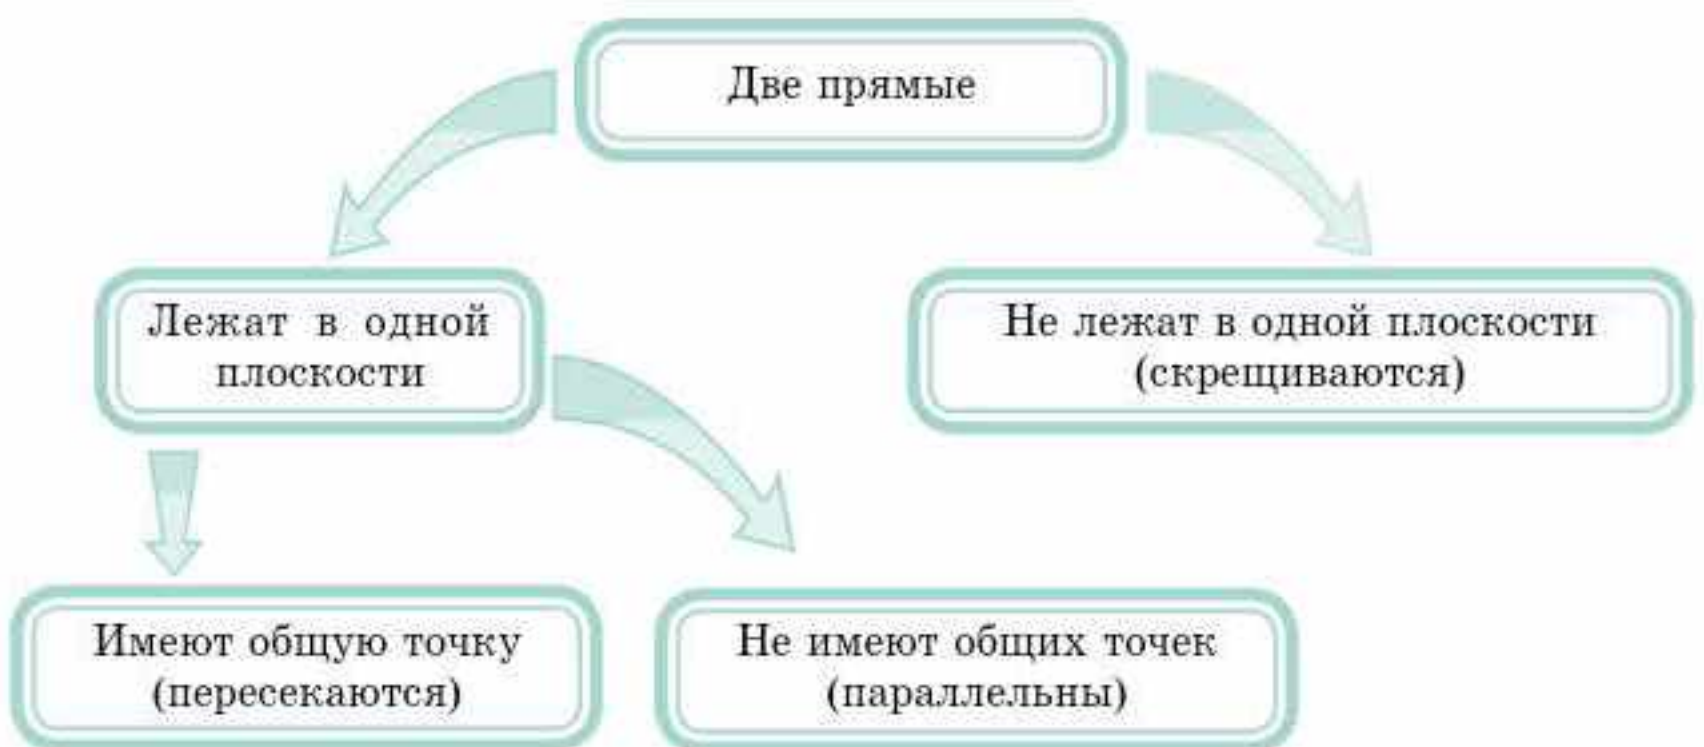 Две прямые
Лежат в одной
плоскости
Не лежат в одной плоскости
(скрещиваются)
Имеют общую точку
(пересекаются)
Не имеют общих точек
(параллельны)